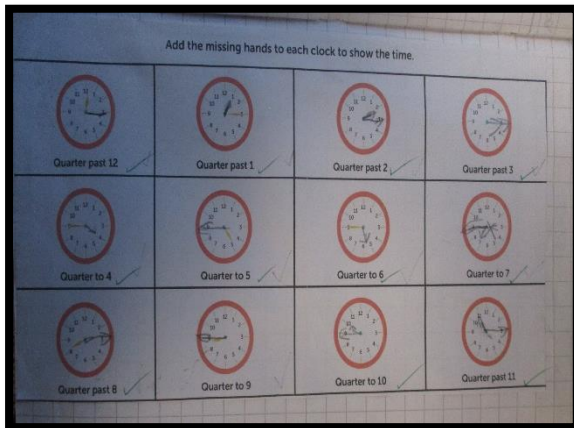 Add the missing hands to each clock to show the time.
Quarter past 12
Quarter past 1
Quarter past 2
Quarter past 3
Quarter to 4
Quarter to 5
Quarter to 6
Quarter to 7
Quarter past 8
Quarter to 9
Quarter to 10
Quarter past 11